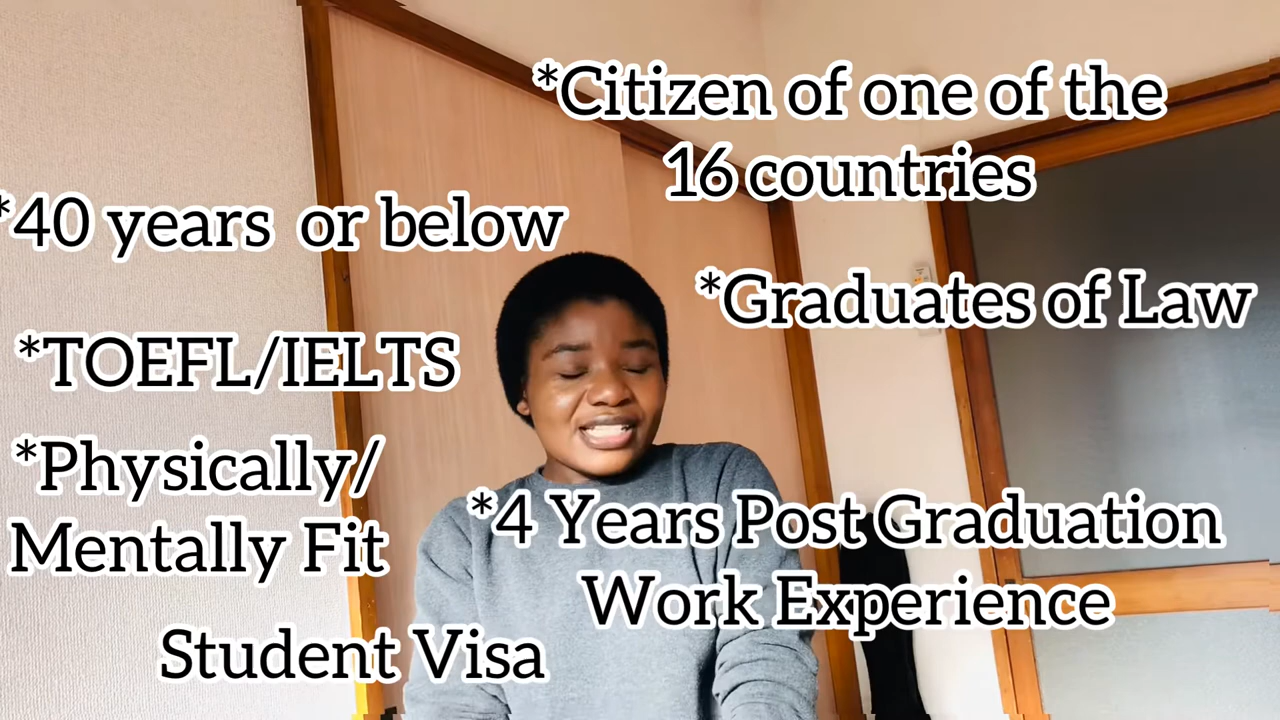 *Citizen of one of the
16 countries
*40 years or below
*Graduates of Law
*TOEFL/IELTS
*Physically/
Mentally Fit
*4 Years Post Graduation
Work Experience
Student Visa